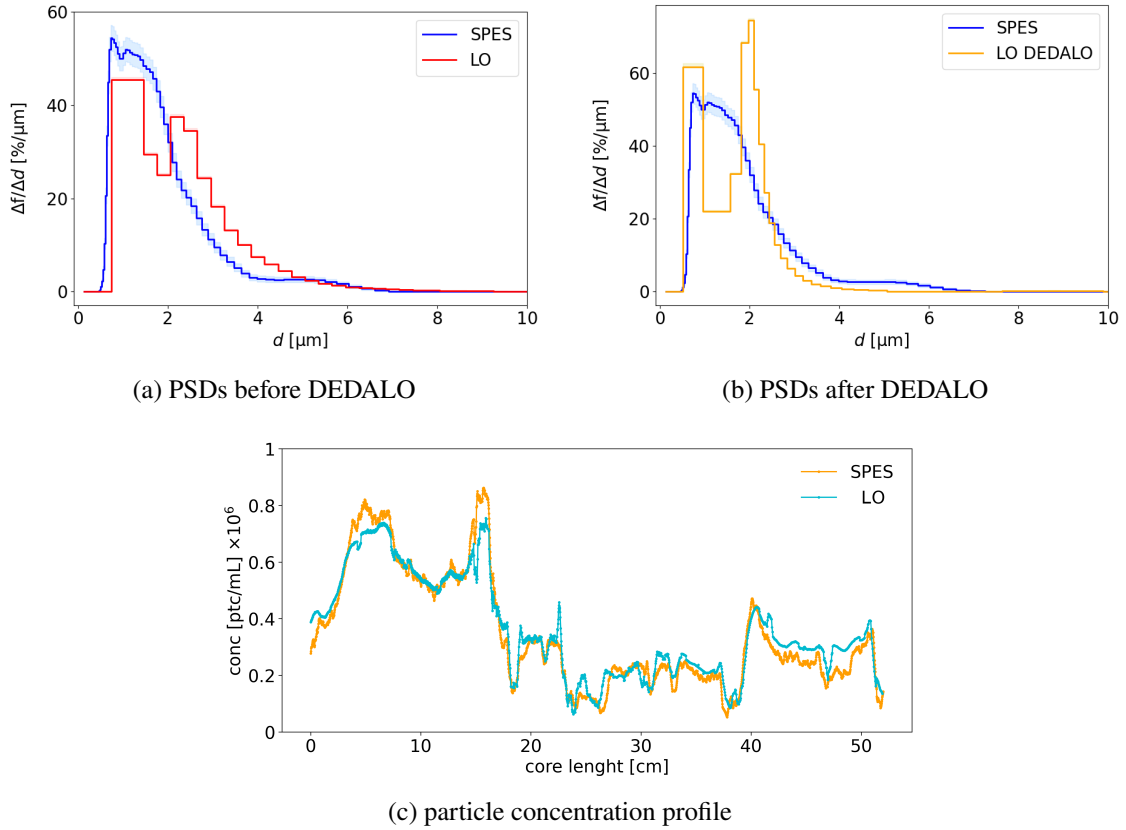 60
40
20
0
Δf/Δd [%/μm]
0 2 4 6 8 10
d [μm]
SPES
LO
(a) PSDs before DEDALO
60
40
20
0
Δf/Δd [%/μm]
0 2 4 6 8 10
d [μm]
SPES
LO DEDALO
(b) PSDs after DEDALO
1
0.8
0.6
0.4
0.2
0
conc [ptc/mL] ×10⁶
0 10 20 30 40 50
core lenght [cm]
SPES
LO
(c) particle concentration profile